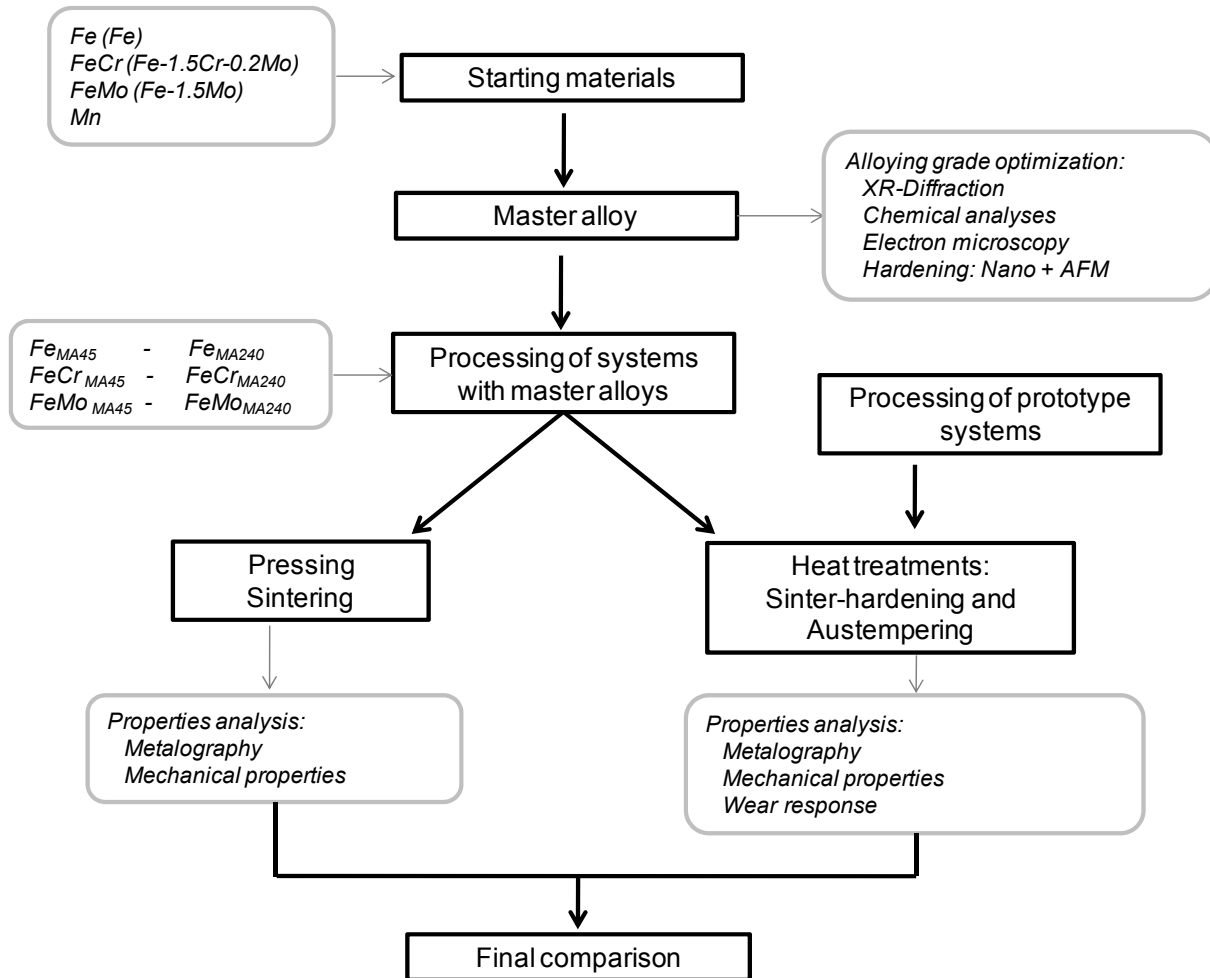 Fe (Fe)
FeCr (Fe-1.5Cr-0.2Mo)
FeMo (Fe-1.5Mo)
Mn
Starting materials
Alloying grade optimization:
XR-Diffraction
Chemical analyses
Electron microscopy
Hardening: Nano + AFM
Master alloy
FeMA45 - FeMA240
FeCr MA45 - FeCrMA240
FeMo MA45 - FeMoMA240
Processing of systems
with master alloys
Processing of prototype
systems
Pressing
Sintering
Heat treatments:
Sinter-hardening and
Austempering
Properties analysis:
Metalography
Mechanical properties
Properties analysis:
Metalography
Mechanical properties
Wear response
Final comparison